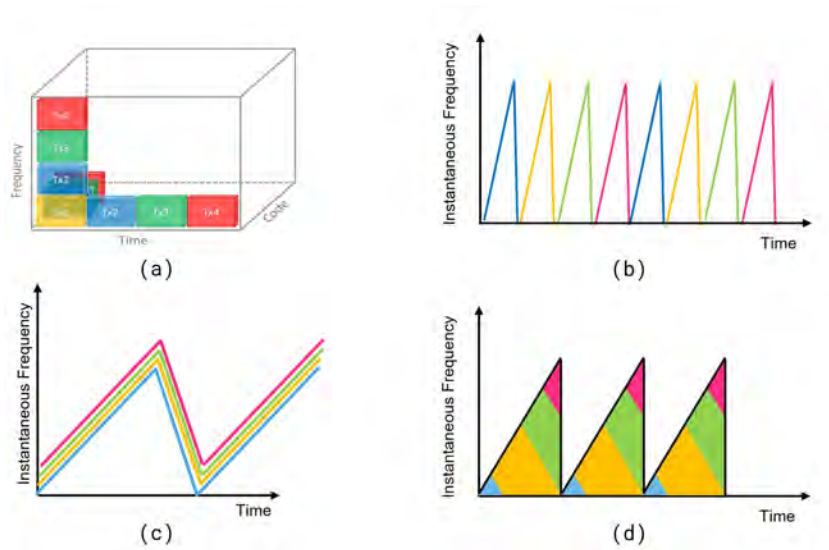 Frequency
Tx4
Tx3
Tx2
Tx2
Tx3
Tx4
Time
Code
(a)
Instantaneous Frequency
Time
(b)
Instantaneous Frequency
Time
(c)
Instantaneous Frequency
Time
(d)